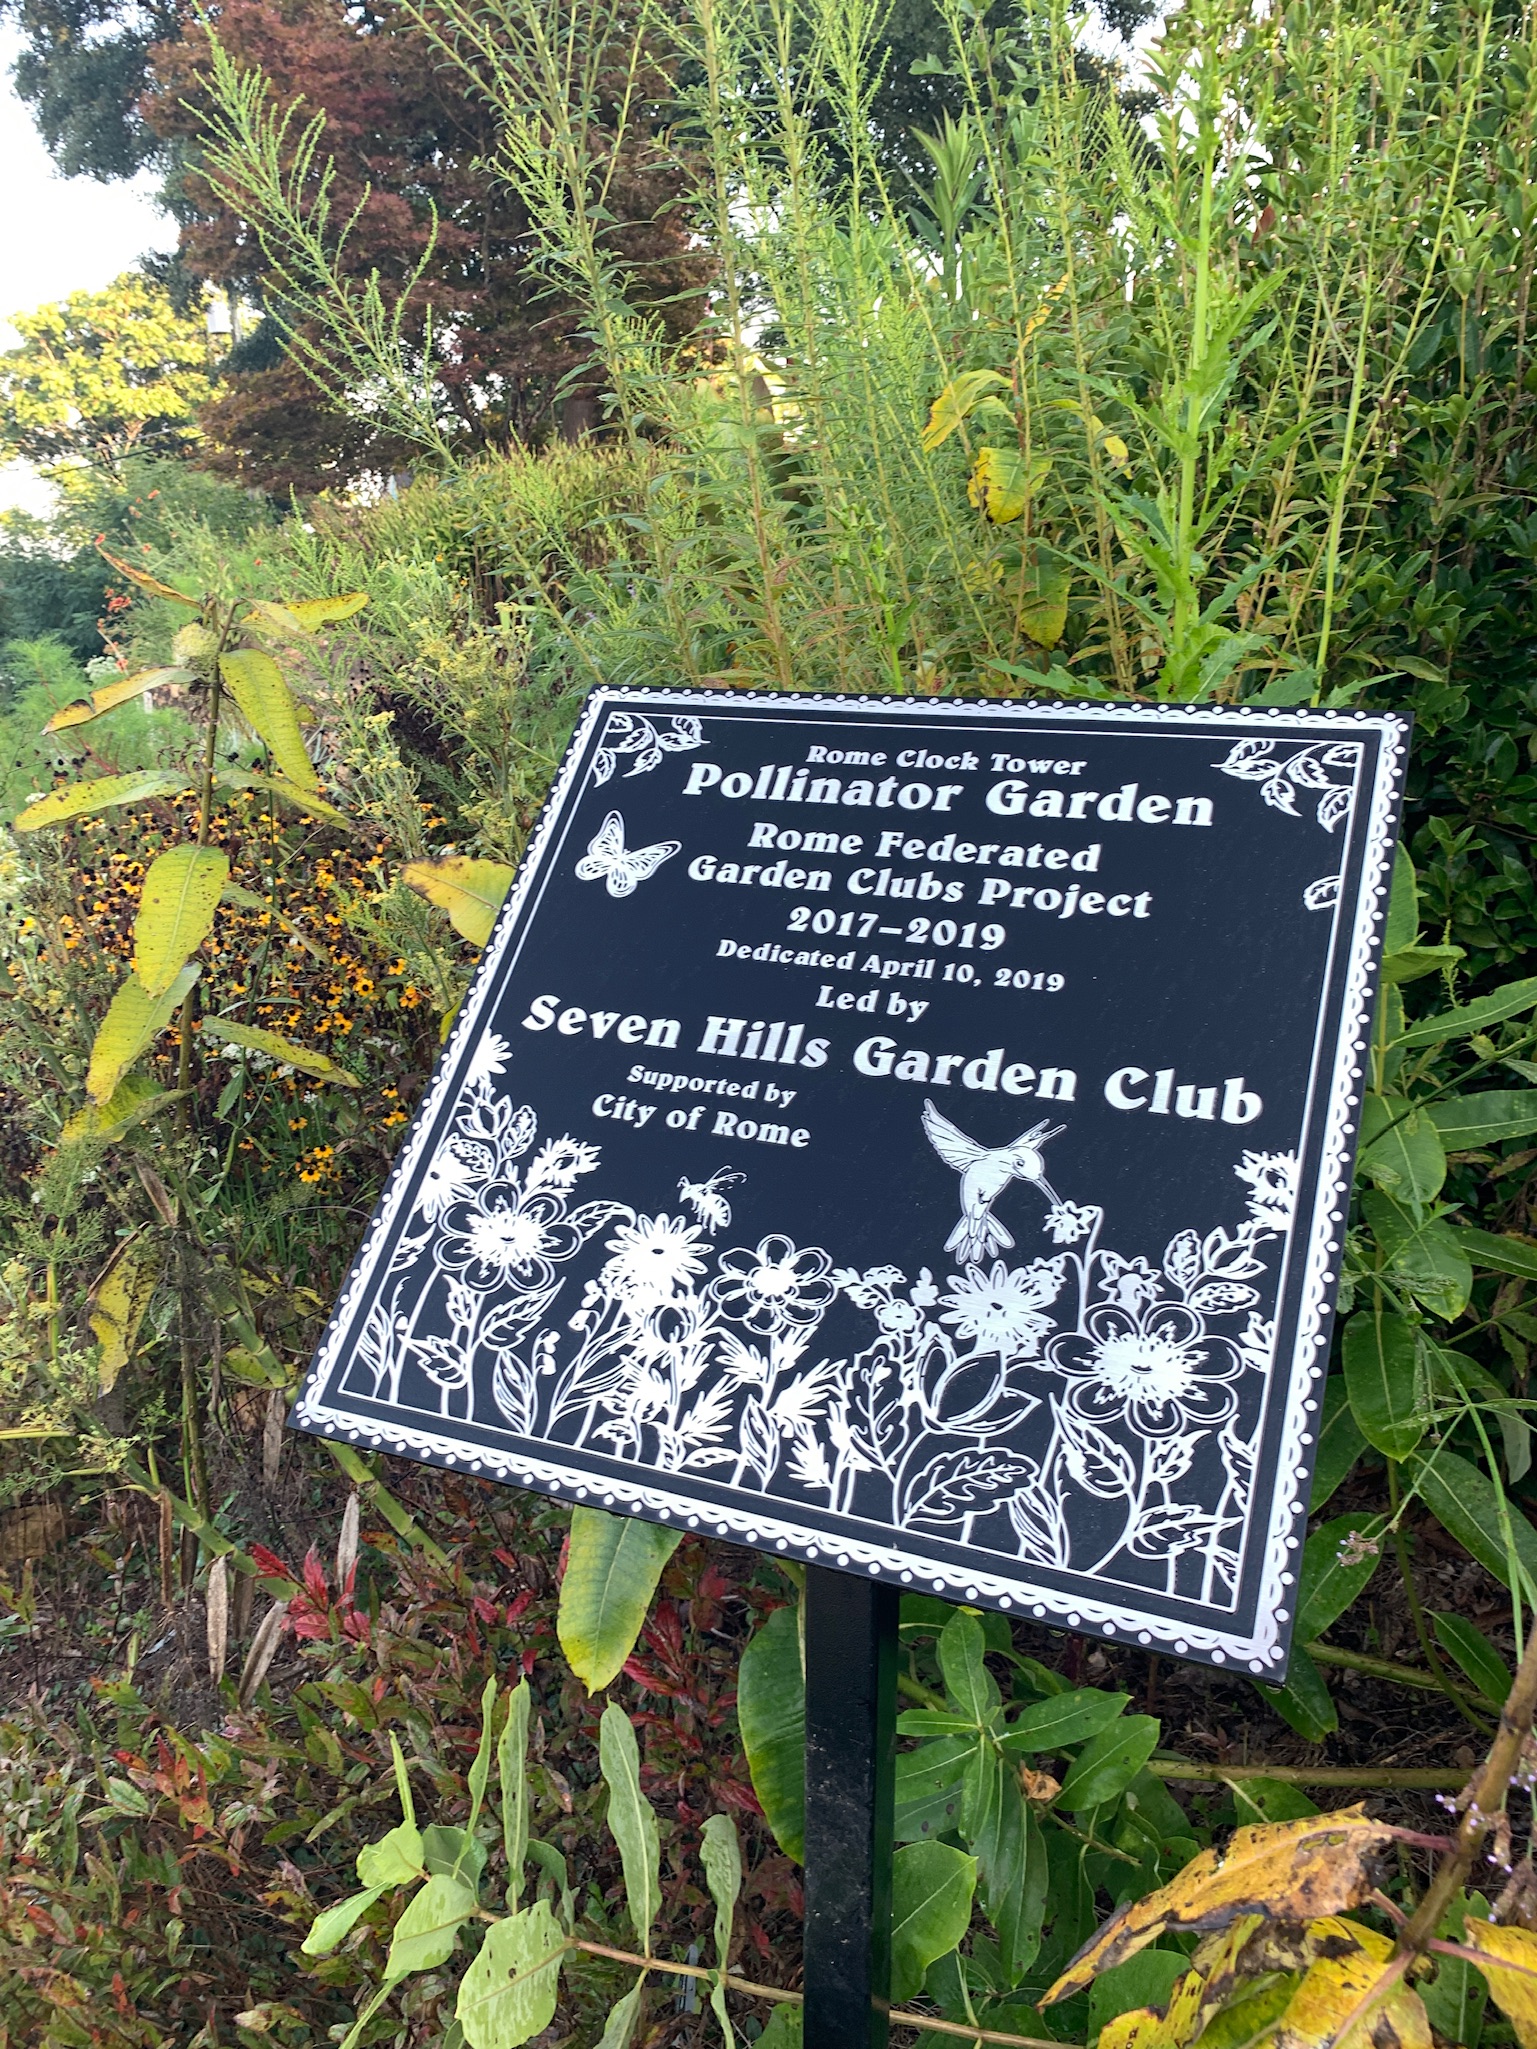 Rome Clock Tower
Pollinator Garden
Rome Federated
Garden Clubs Project
2017–2019
Dedicated April 10, 2019
Led by
Seven Hills Garden Club
Supported by
City of Rome